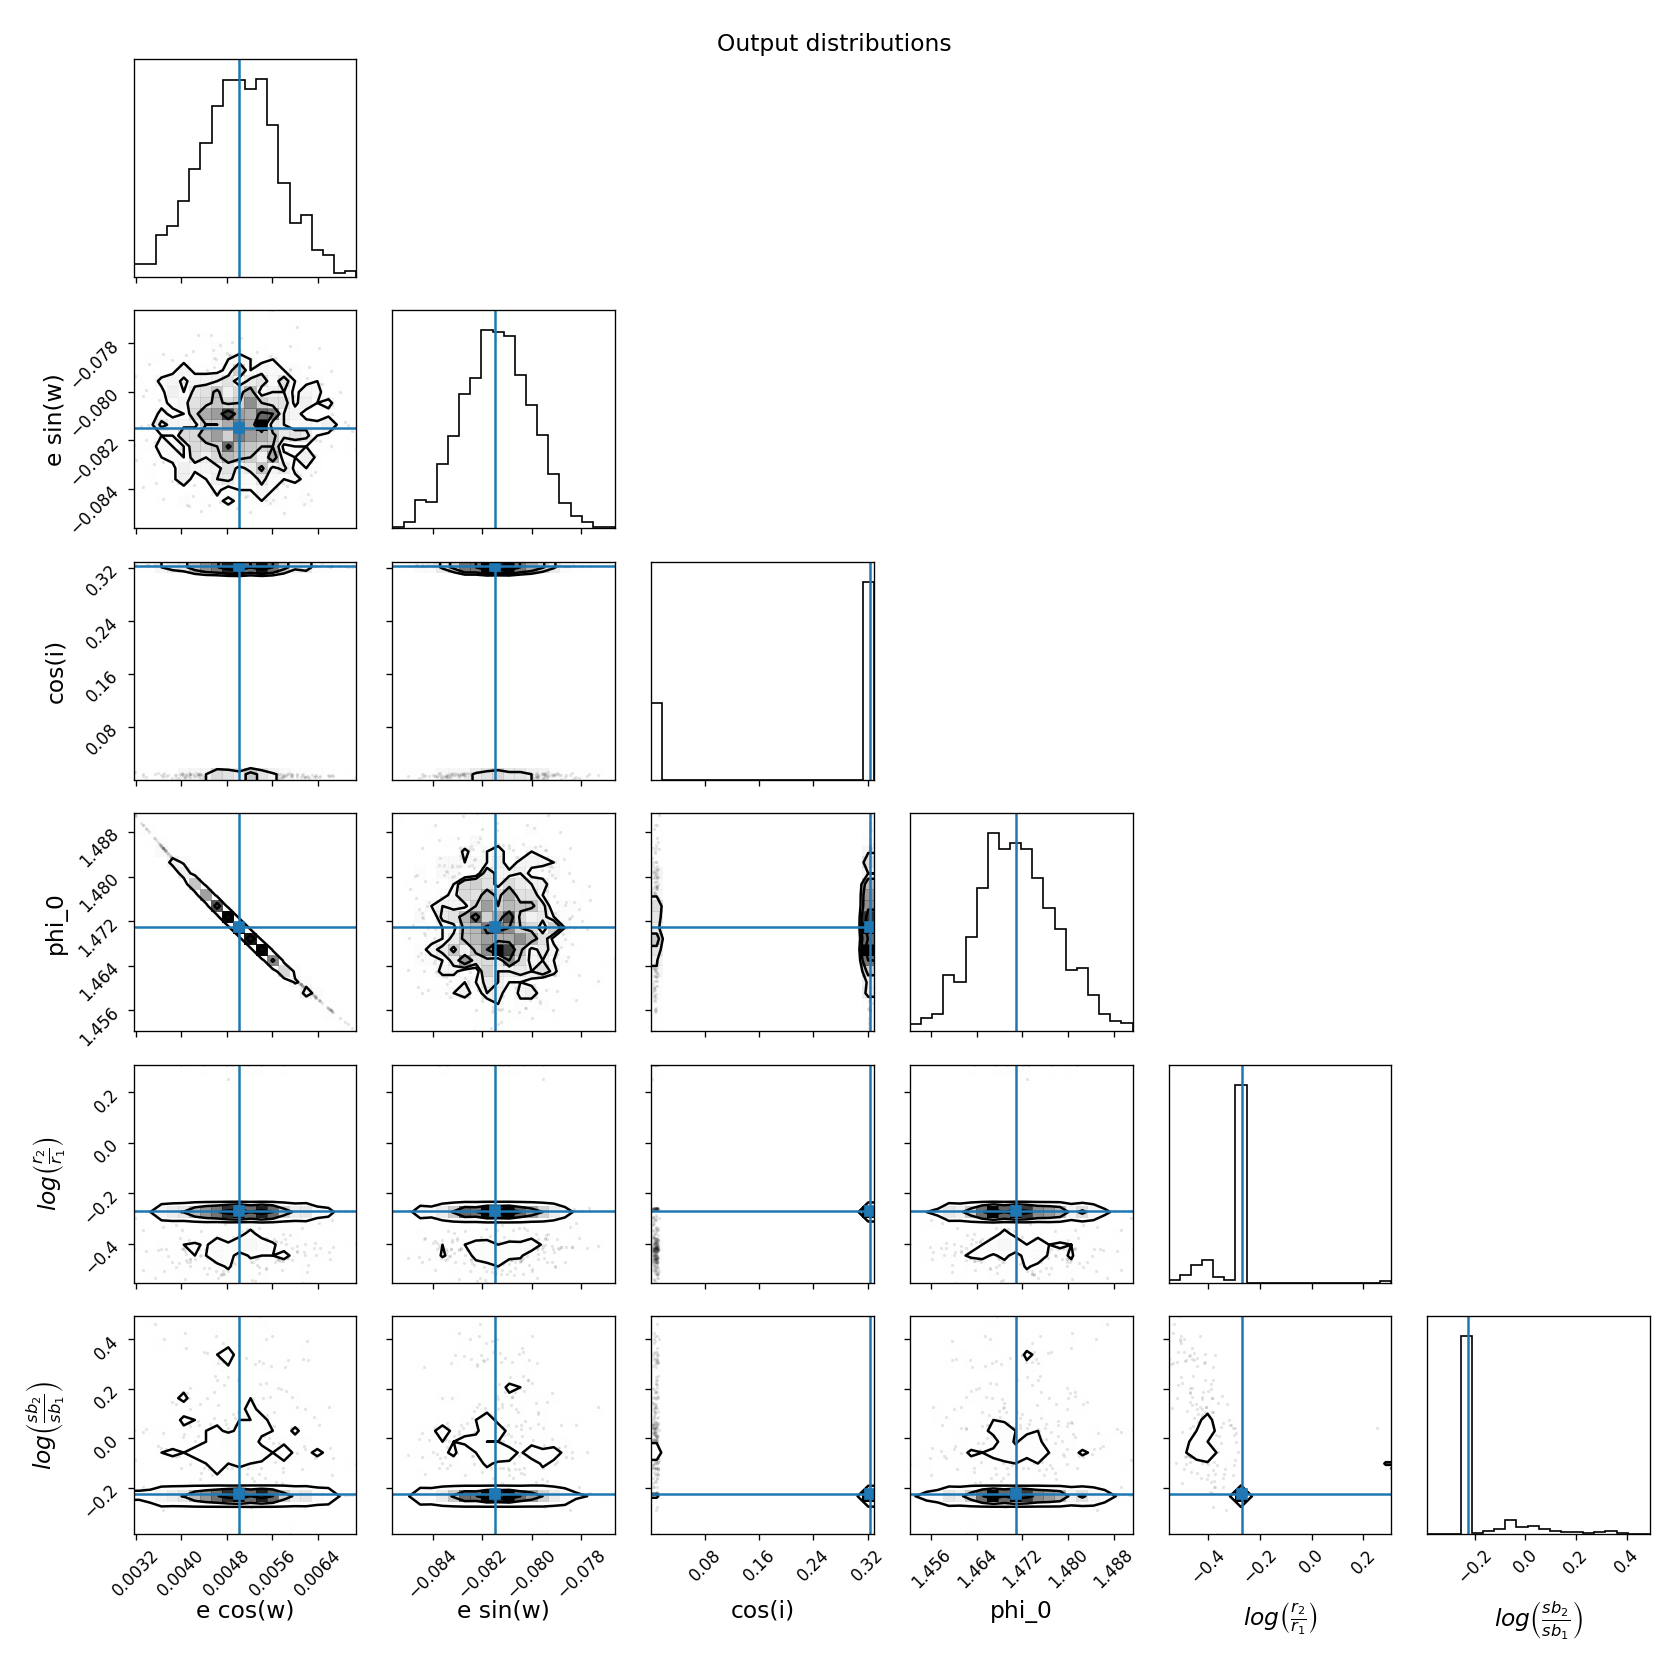 Output distributions
e sin(w)
−0.078
−0.080
−0.082
−0.084
cos(i)
0.32
0.24
0.16
0.08
phi_0
1.488
1.480
1.472
1.464
1.456
log(r₂/r₁)
0.2
0.0
−0.2
−0.4
log(sb₂/sb₁)
0.4
0.2
0.0
−0.2
0.0032 0.0040 0.0048 0.0056 0.0064
e cos(w)
−0.084 −0.082 −0.080 −0.078
e sin(w)
0.08 0.16 0.24 0.32
cos(i)
1.456 1.464 1.472 1.480 1.488
phi_0
−0.4 −0.2 0.0 0.2
log(r₂/r₁)
−0.2 0.0 0.2 0.4
log(sb₂/sb₁)